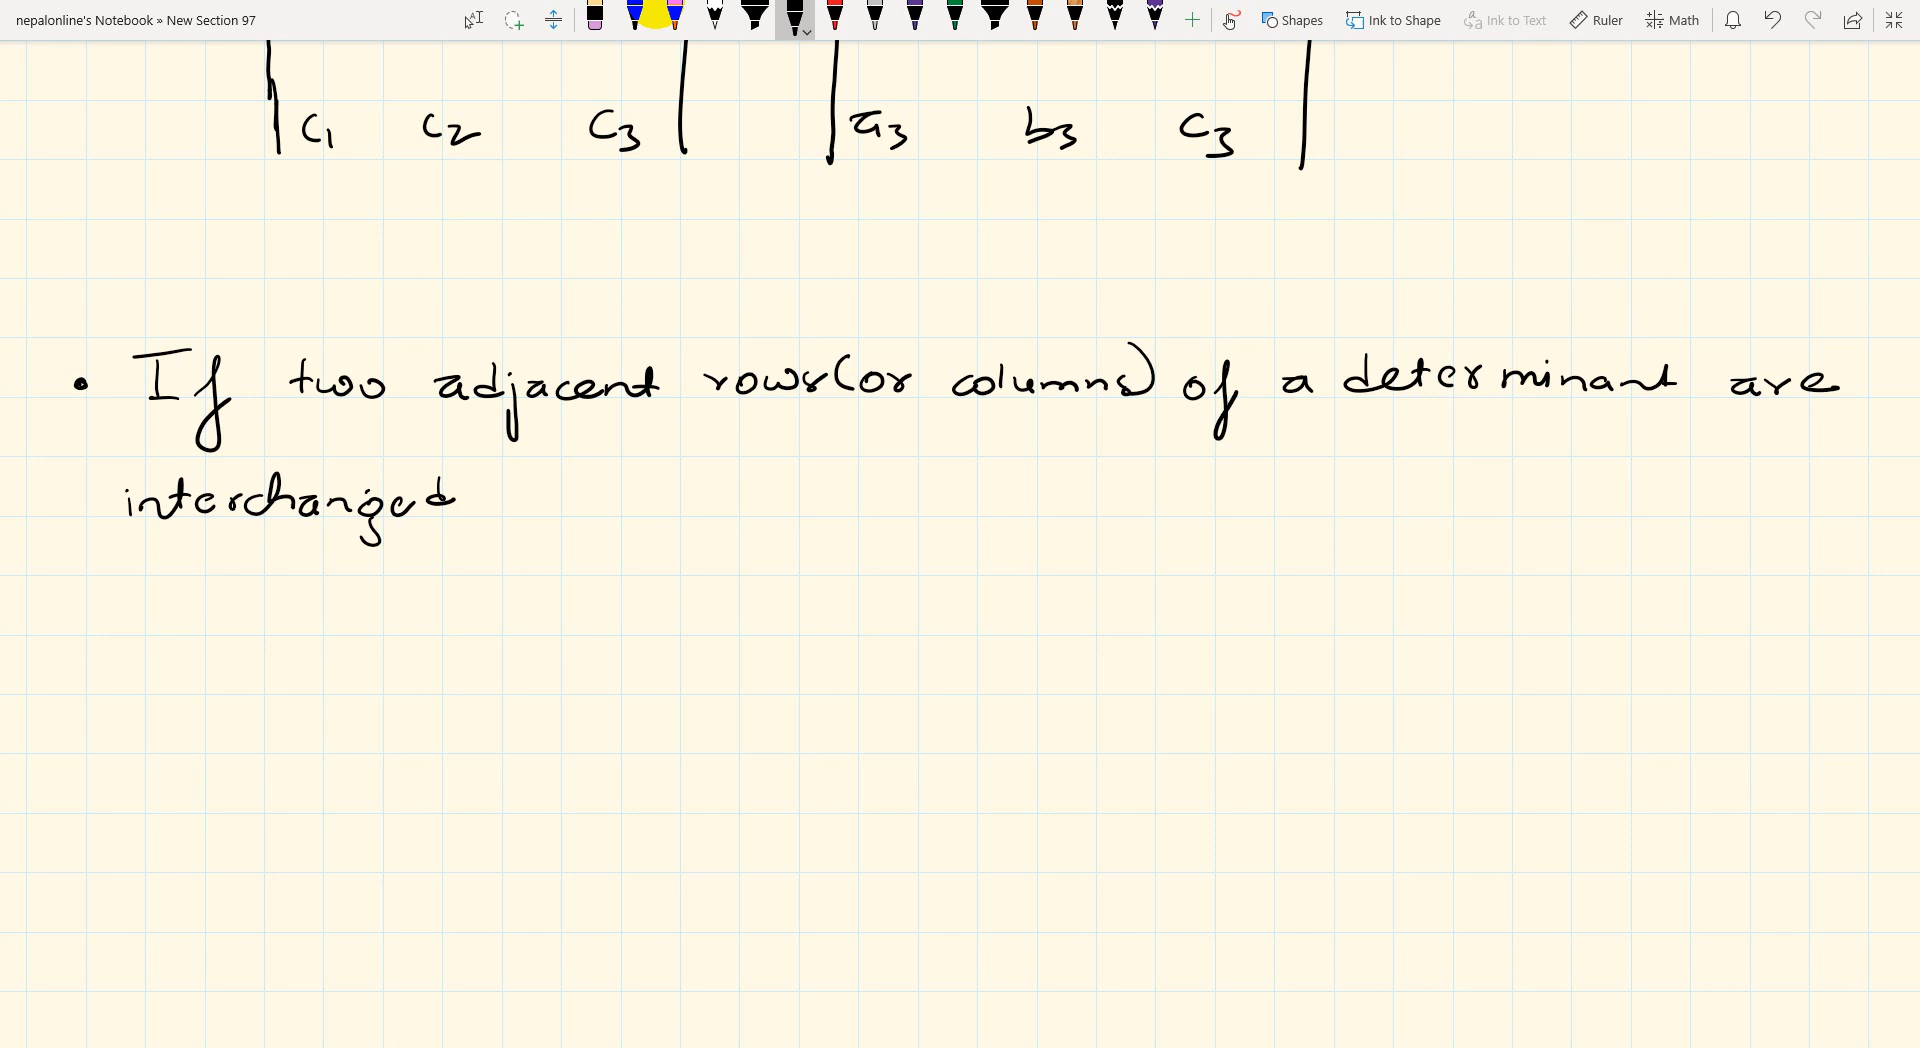 nepalonline's Notebook » New Section 97
Shapes Ink to Shape Ink to Text Ruler Math
c1 c2 c3 a3 b3 c3
• If two adjacent rows(or columns) of a determinant are
interchanged